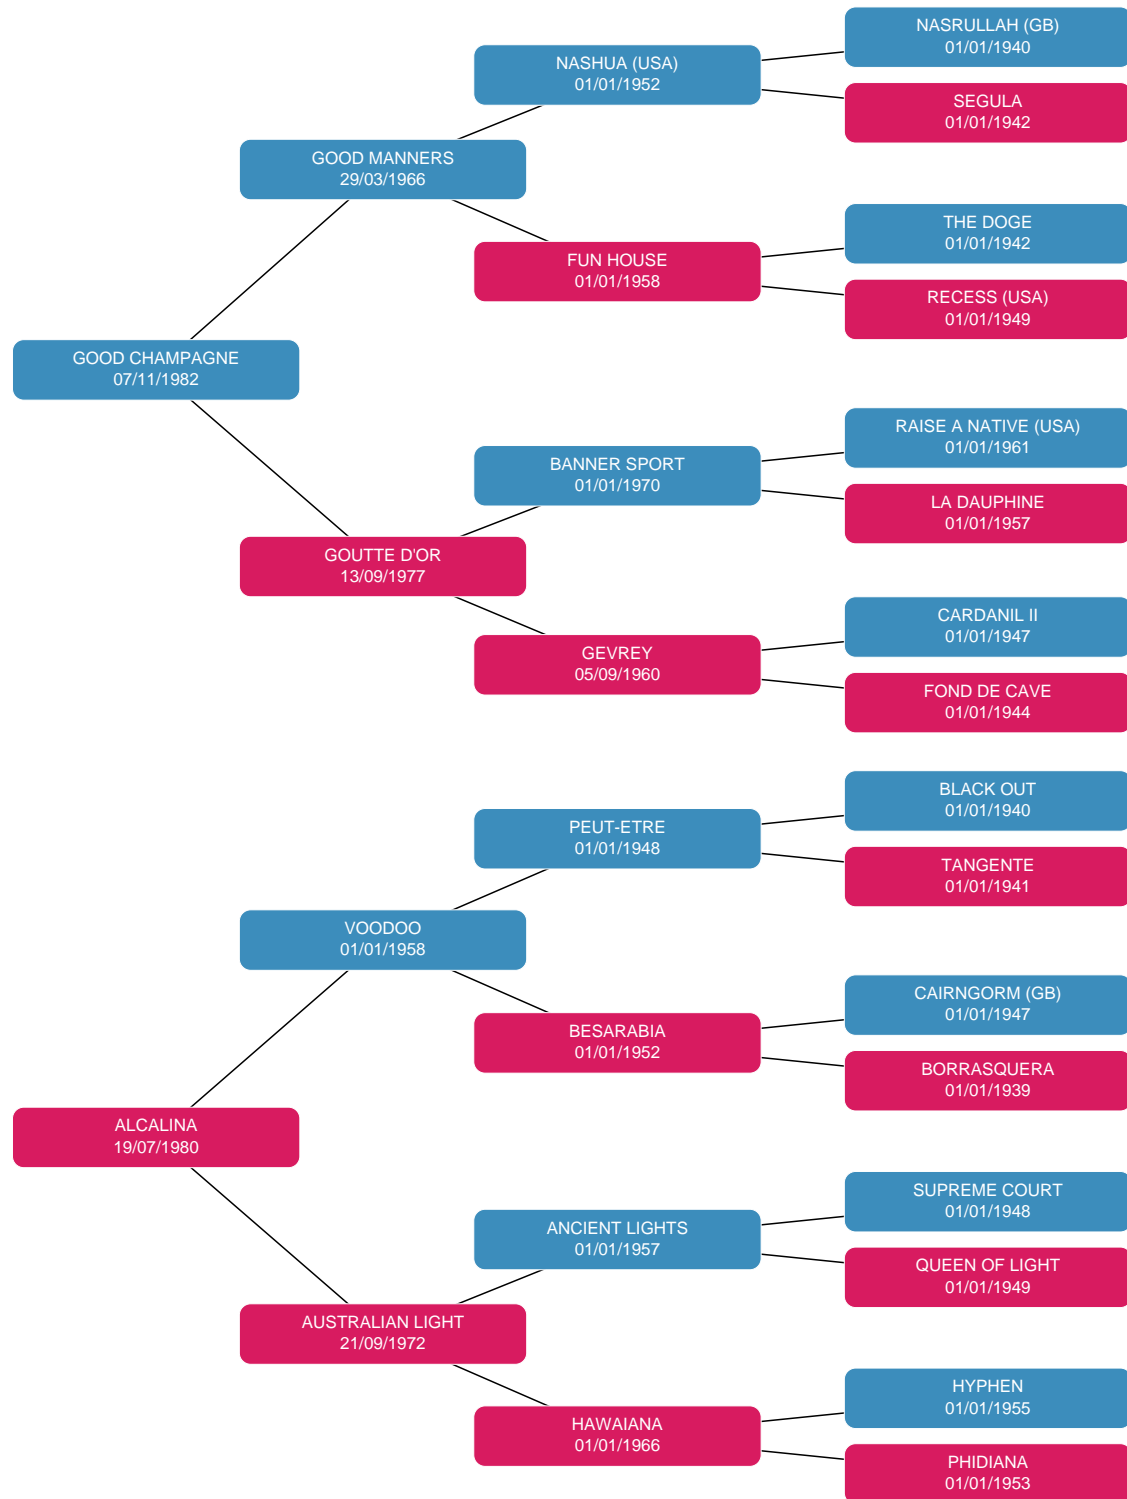 NASRULLAH (GB)
01/01/1940
NASHUA (USA)
01/01/1952
SEGULA
01/01/1942
GOOD MANNERS
29/03/1966
THE DOGE
01/01/1942
FUN HOUSE
01/01/1958
RECESS (USA)
01/01/1949
GOOD CHAMPAGNE
07/11/1982
RAISE A NATIVE (USA)
01/01/1961
BANNER SPORT
01/01/1970
LA DAUPHINE
01/01/1957
GOUTTE D'OR
13/09/1977
CARDANIL II
01/01/1947
GEVREY
05/09/1960
FOND DE CAVE
01/01/1944
BLACK OUT
01/01/1940
PEUT-ETRE
01/01/1948
TANGENTE
01/01/1941
VOODOO
01/01/1958
CAIRNGORM (GB)
01/01/1947
BESARABIA
01/01/1952
BORRASQUERA
01/01/1939
ALCALINA
19/07/1980
SUPREME COURT
01/01/1948
ANCIENT LIGHTS
01/01/1957
QUEEN OF LIGHT
01/01/1949
AUSTRALIAN LIGHT
21/09/1972
HYPHEN
01/01/1955
HAWAIANA
01/01/1966
PHIDIANA
01/01/1953